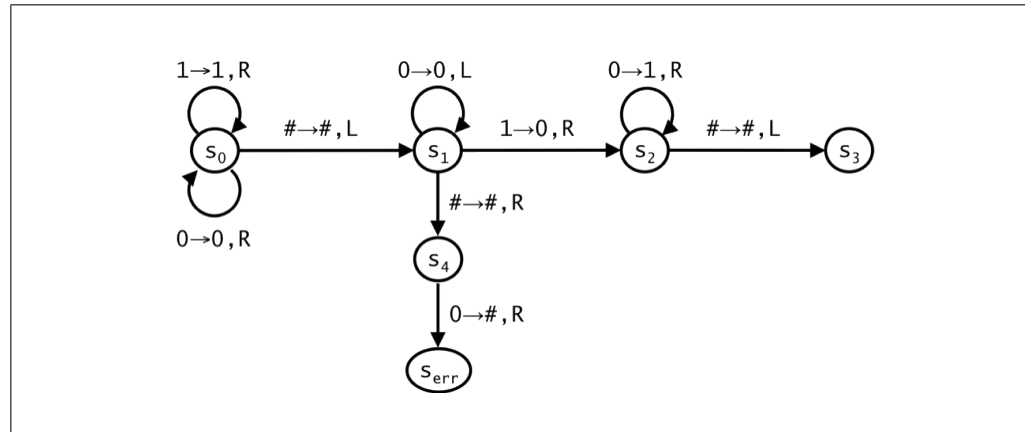 1→1,R 0→0,L 0→1,R
#→#,L 1→0,R #→#,L
s0 s1 s2 s3
#→#,R
0→0,R
s4
0→#,R
serr